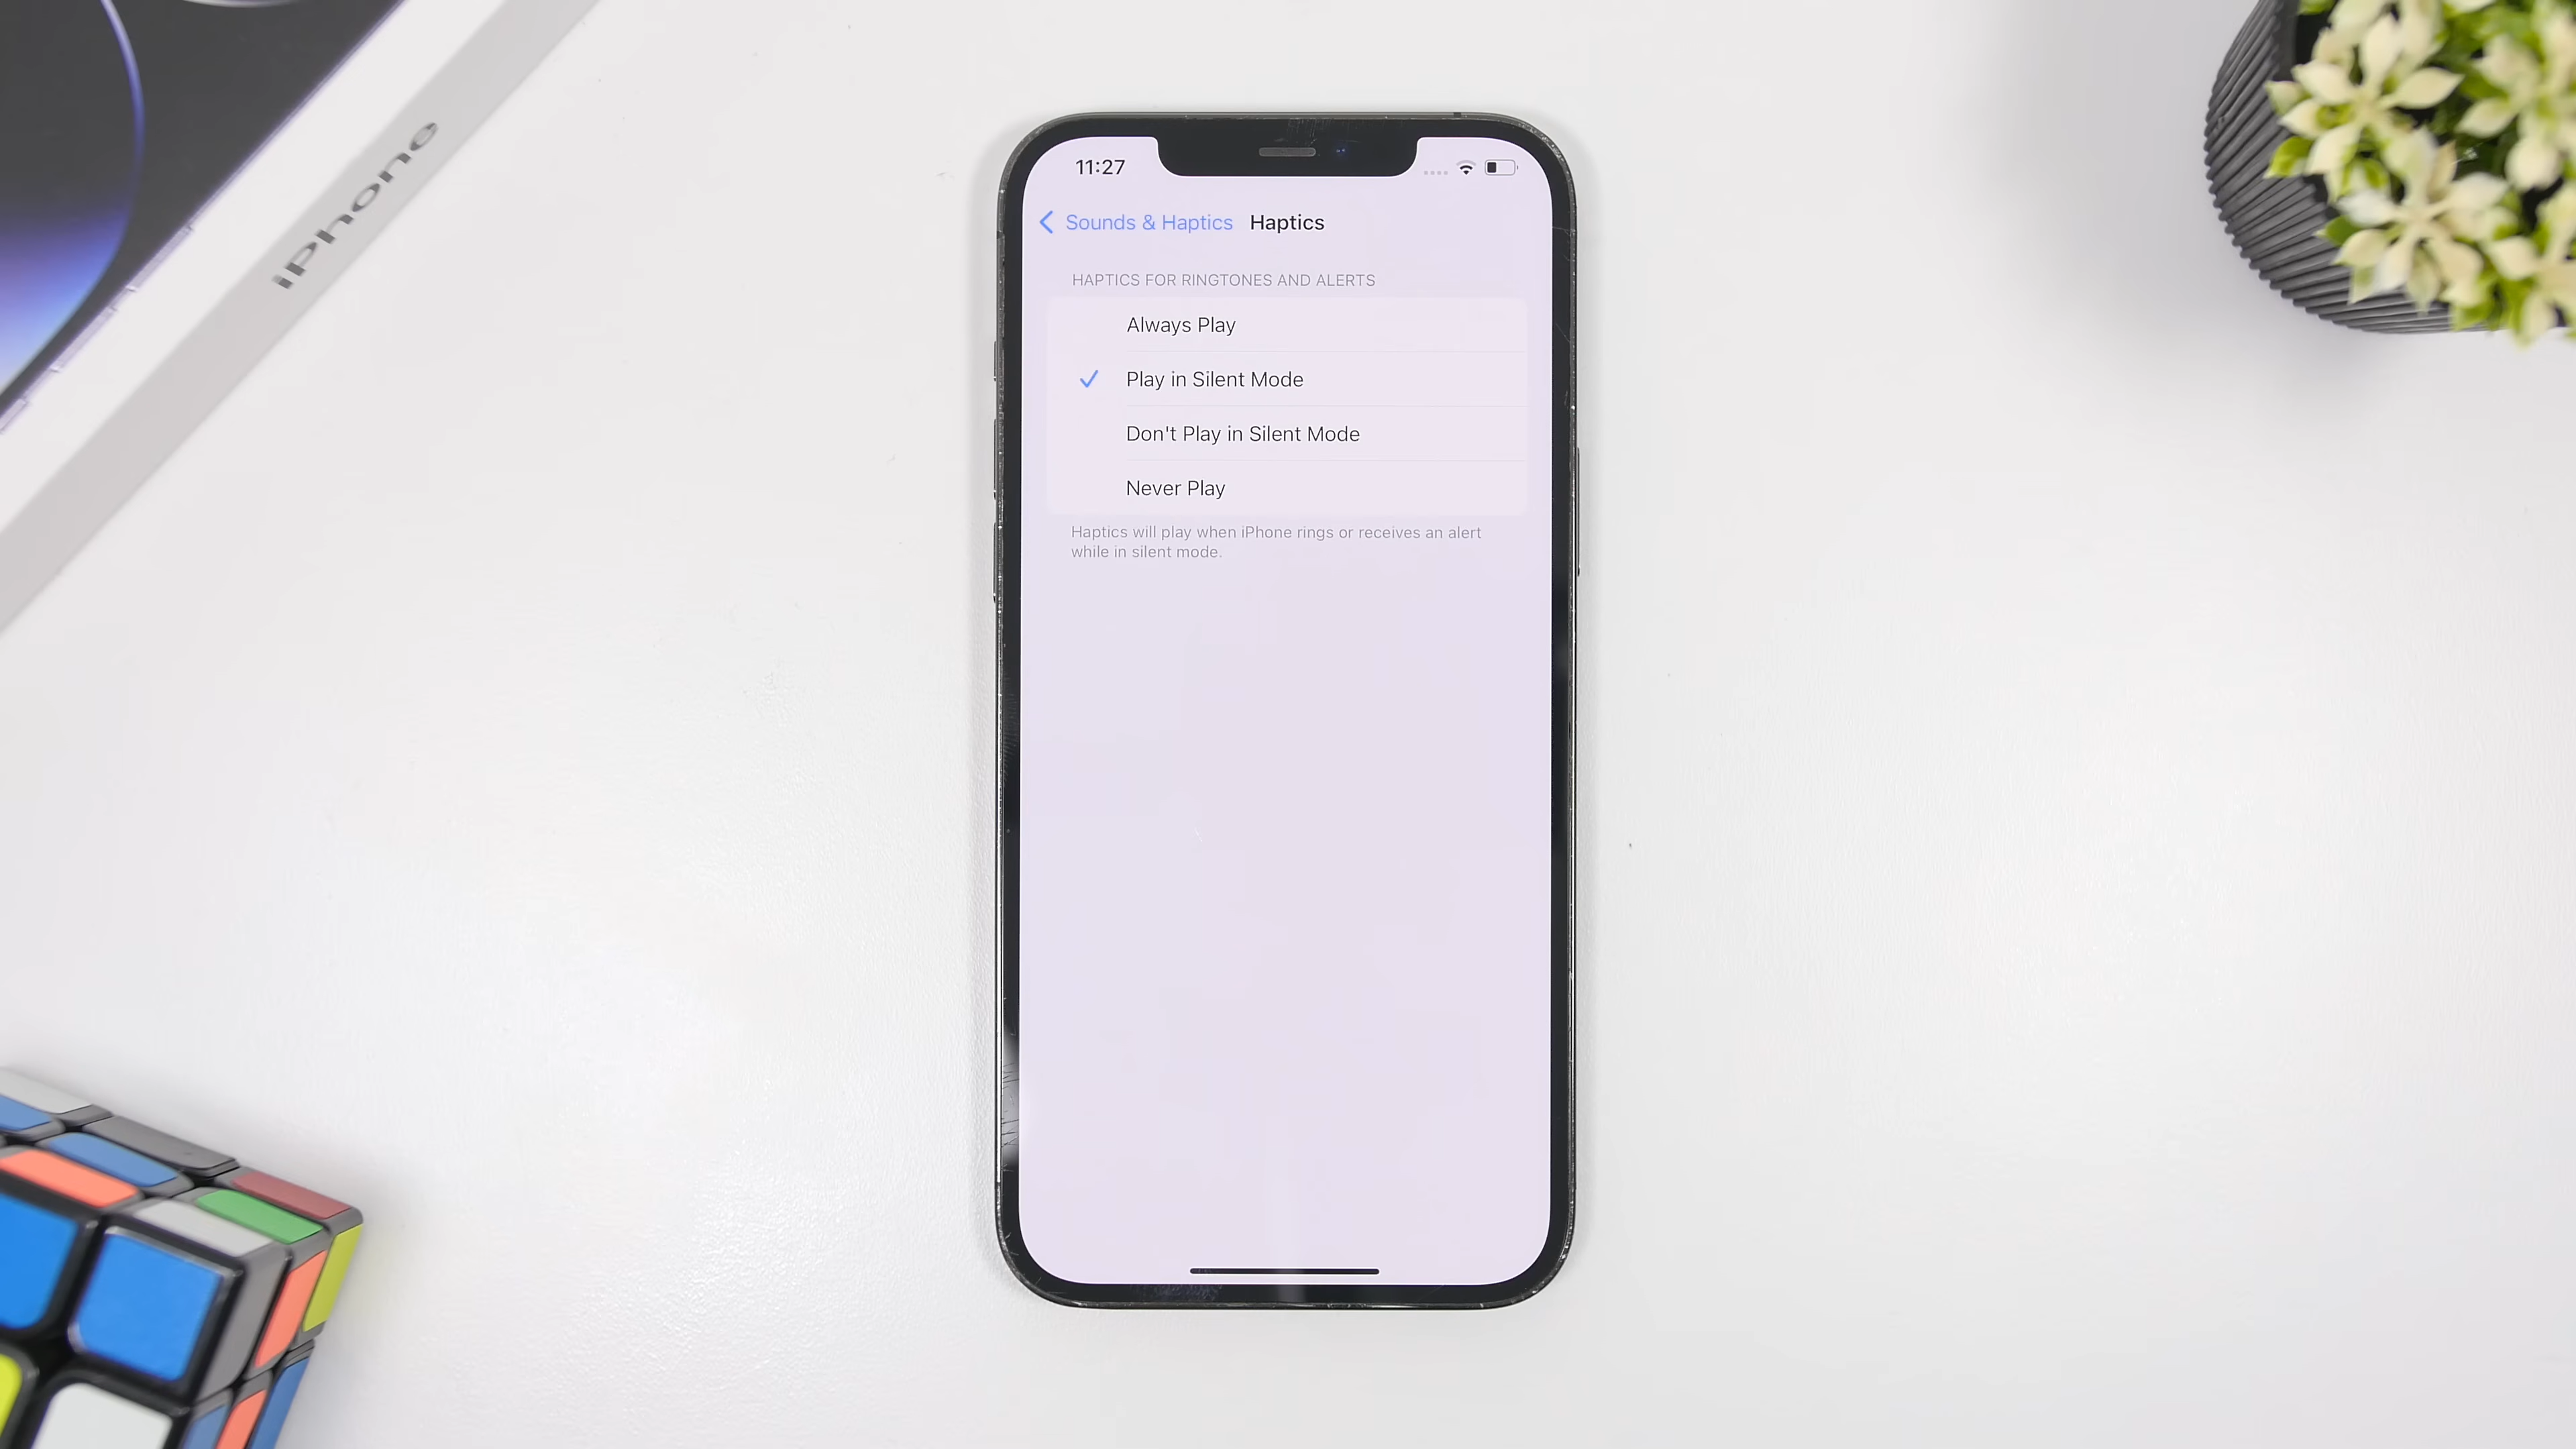 iPhone
11:27
Sounds & Haptics Haptics
HAPTICS FOR RINGTONES AND ALERTS
Always Play
Play in Silent Mode
Don't Play in Silent Mode
Never Play
Haptics will play when iPhone rings or receives an alert
while in silent mode.